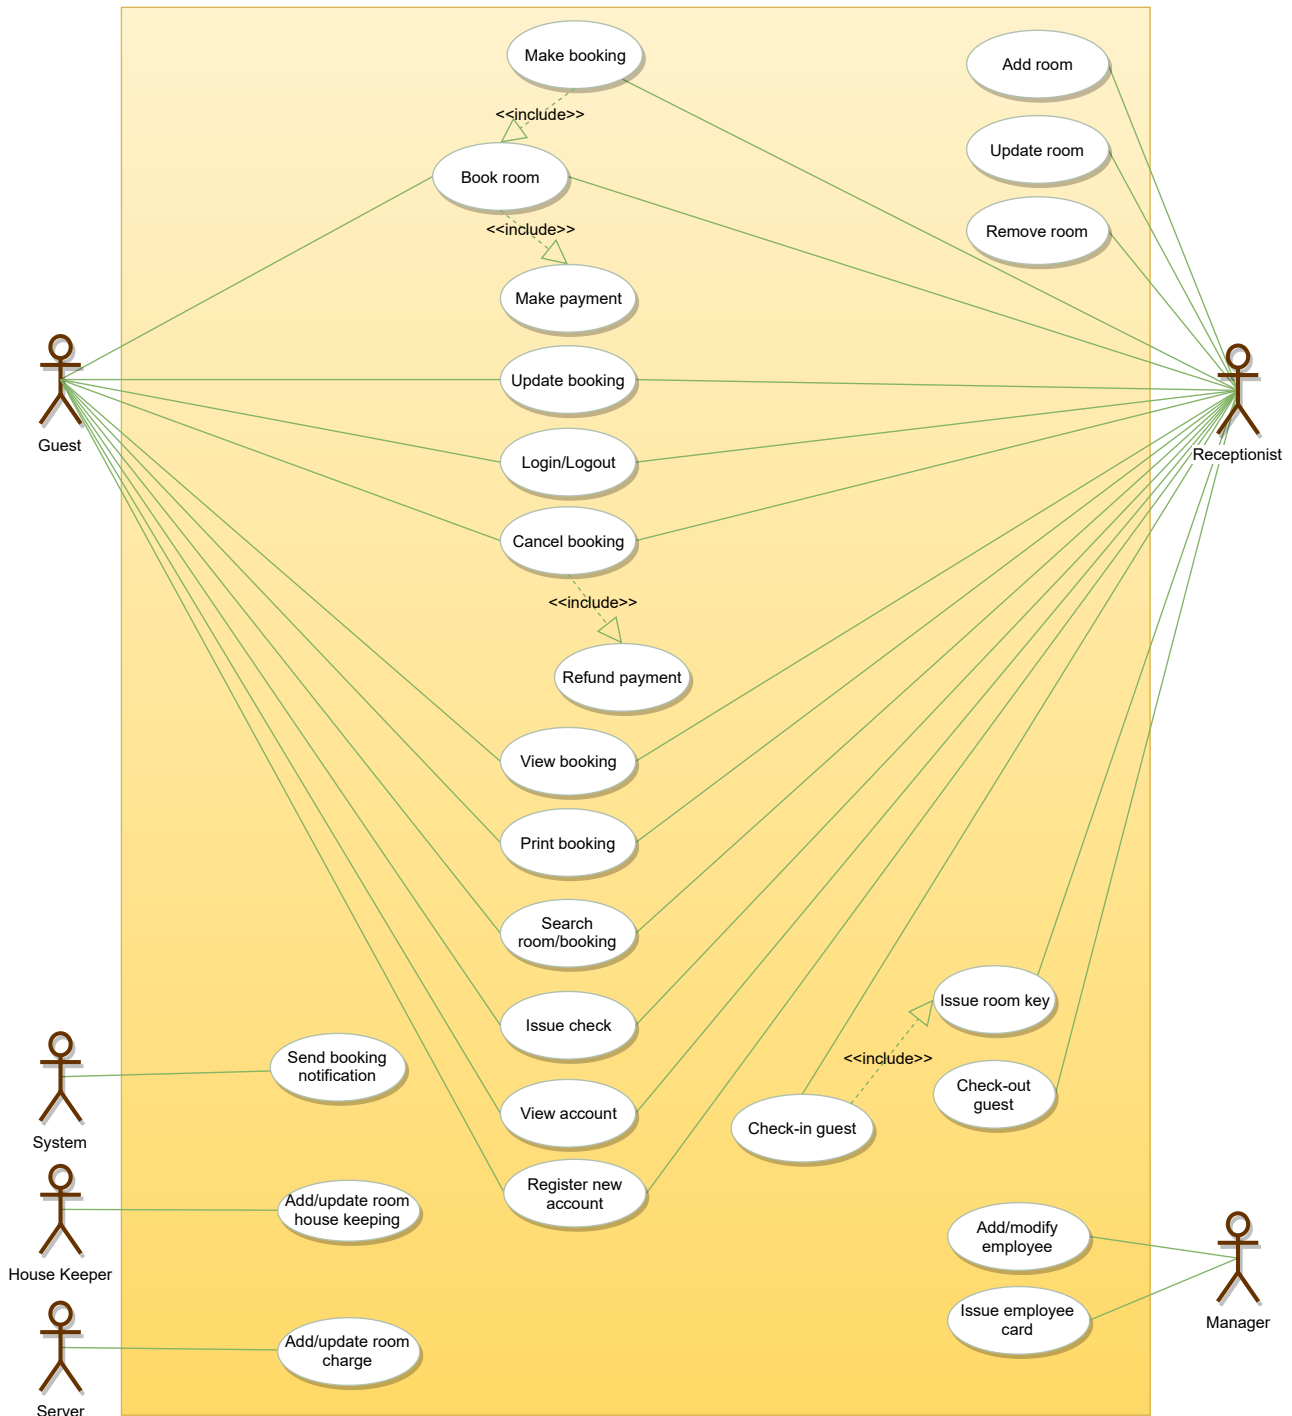 Make booking
Add room
<<include>>
Update room
Book room
<<include>>
Remove room
Make payment
Update booking
Guest
Login/Logout
Receptionist
Cancel booking
<<include>>
Refund payment
View booking
Print booking
Search
room/booking
Issue room key
Issue check
Send booking
notification
<<include>>
Check-out
guest
View account
Check-in guest
System
Register new
account
Add/update room
house keeping
Add/modify
employee
House Keeper
Issue employee
card
Manager
Add/update room
charge
Server